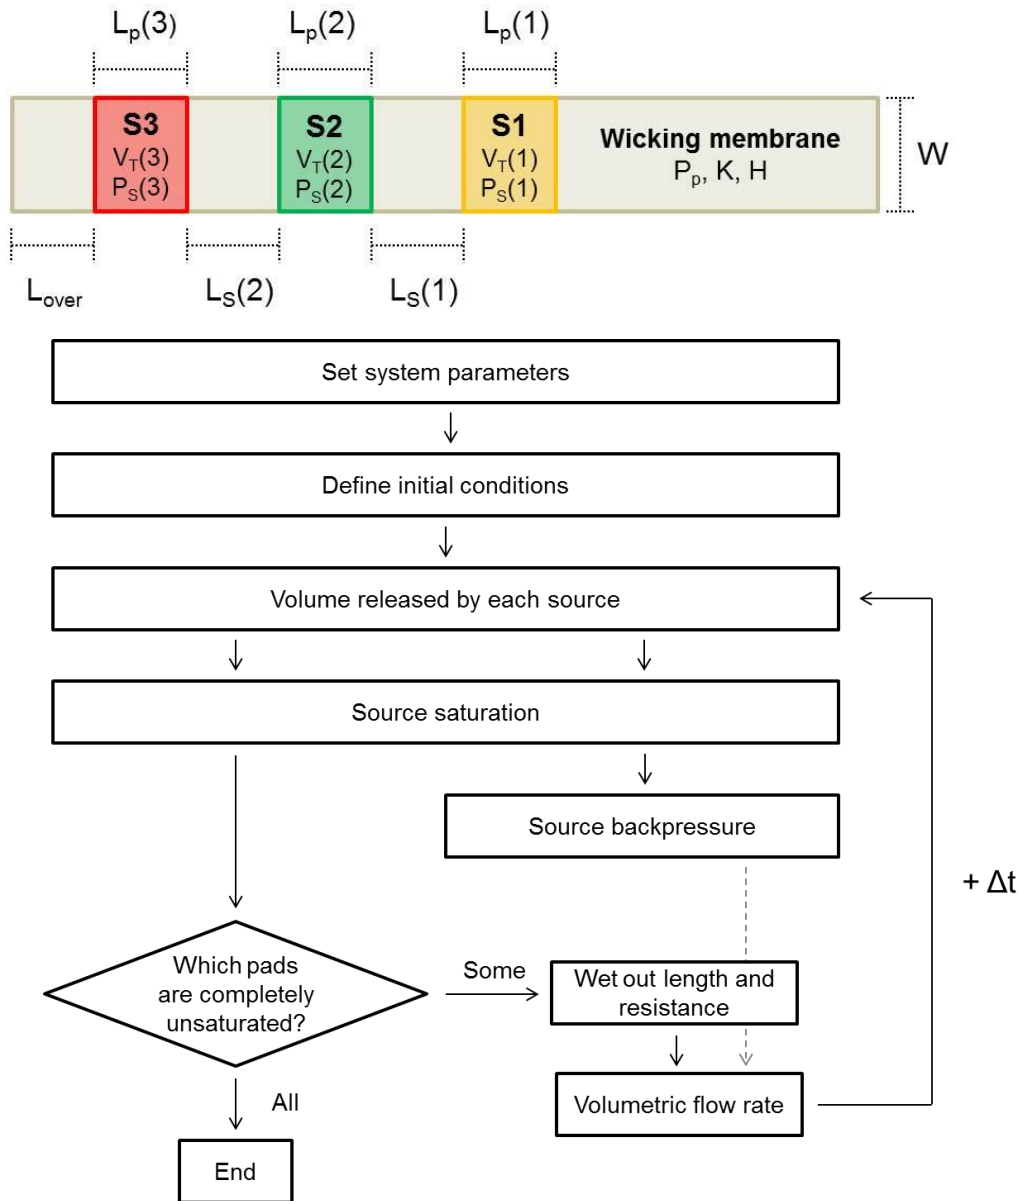 Lp(3) Lp(2) Lp(1)
S3 S2 S1
VT(3) VT(2) VT(1)
PS(3) PS(2) PS(1)
Wicking membrane
Pp, K, H
W
Lover LS(2) LS(1)
Set system parameters
Define initial conditions
Volume released by each source
Source saturation
Source backpressure
+ Δt
Which pads
are completely
unsaturated?
Some
Wet out length and
resistance
Volumetric flow rate
All
End